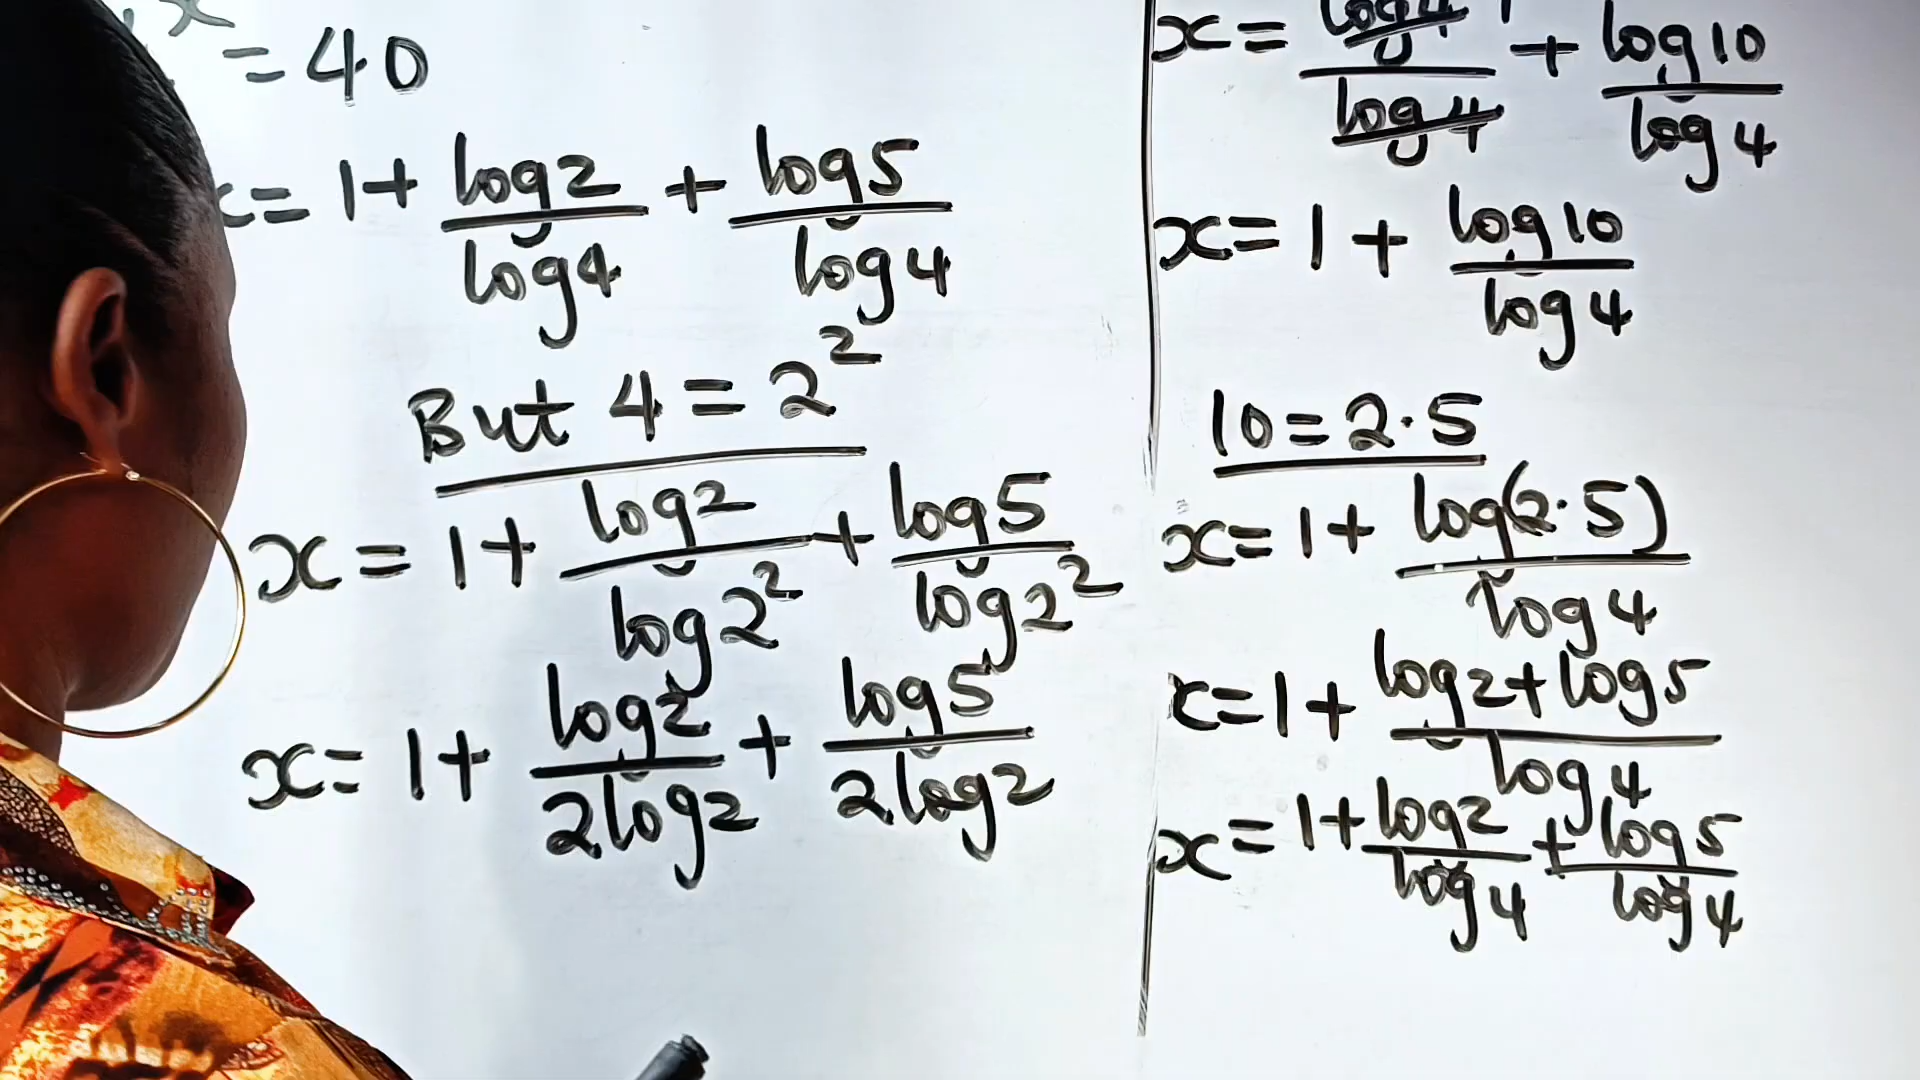 x = 40
x = 1 + log2/log4 + log5/log4
But 4 = 2²
x = 1 + log2/log2² + log5/log2²
x = 1 + log2/2log2 + log5/2log2
x = log4/log4 + log10/log4
x = 1 + log10/log4
10 = 2·5
x = 1 + log(2·5)/log4
x = 1 + log2 + log5/log4
x = 1 + log2/log4 + log5/log4